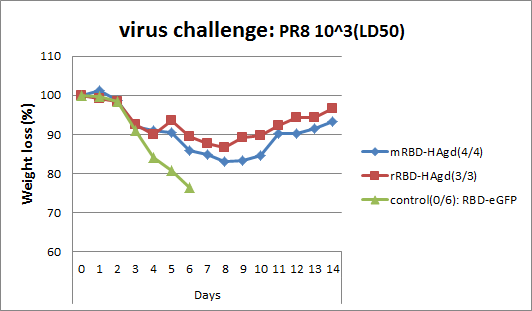 virus challenge: PR8 10^3(LD50)
110
100
90
80
70
60
Weight loss (%)
0 1 2 3 4 5 6 7 8 9 10 11 12 13 14
Days
mRBD-HAgd(4/4)
rRBD-HAgd(3/3)
control(0/6): RBD-eGFP